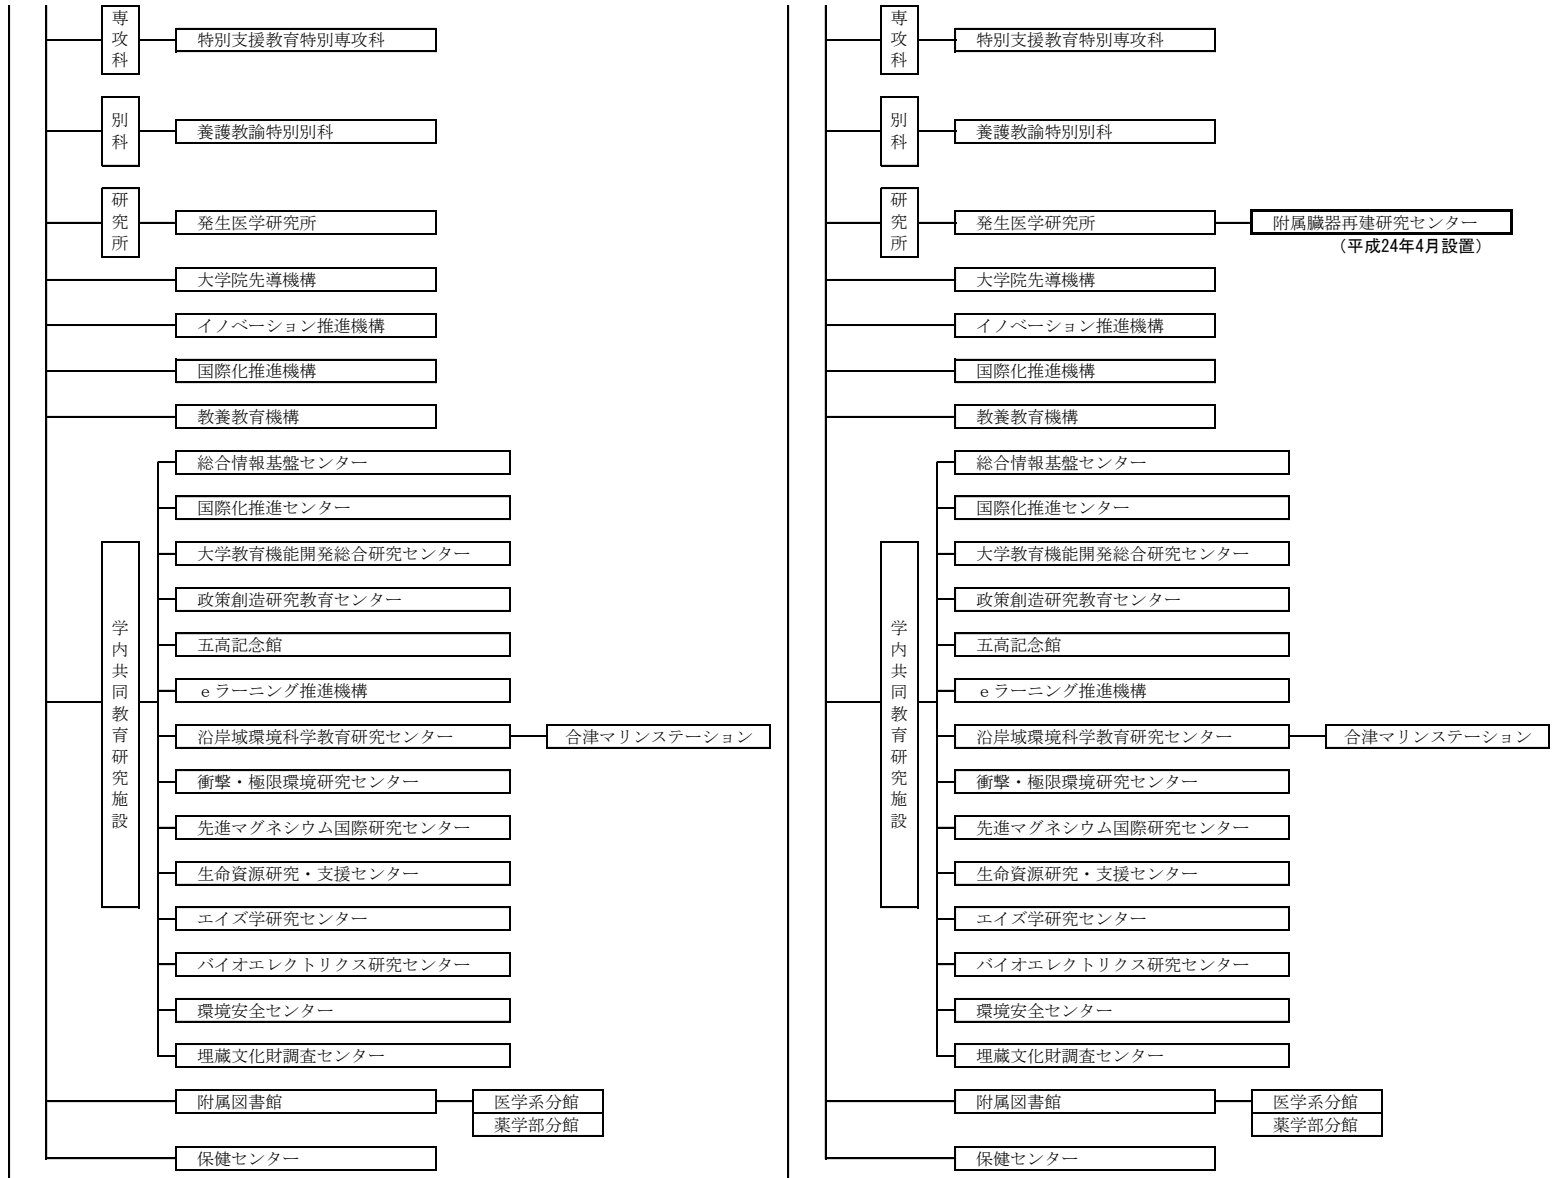 専攻科
特別支援教育特別専攻科
別科
養護教諭特別別科
研究所
発生医学研究所
大学院先導機構
イノベーション推進機構
国際化推進機構
教養教育機構
学内共同教育研究施設
総合情報基盤センター
国際化推進センター
大学教育機能開発総合研究センター
政策創造研究教育センター
五高記念館
eラーニング推進機構
沿岸域環境科学教育研究センター
合津マリンステーション
衝撃・極限環境研究センター
先進マグネシウム国際研究センター
生命資源研究・支援センター
エイズ学研究センター
バイオエレクトリクス研究センター
環境安全センター
埋蔵文化財調査センター
附属図書館
医学系分館
薬学部分館
保健センター
専攻科
特別支援教育特別専攻科
別科
養護教諭特別別科
研究所
発生医学研究所
附属臓器再建研究センター
（平成24年4月設置）
大学院先導機構
イノベーション推進機構
国際化推進機構
教養教育機構
学内共同教育研究施設
総合情報基盤センター
国際化推進センター
大学教育機能開発総合研究センター
政策創造研究教育センター
五高記念館
eラーニング推進機構
沿岸域環境科学教育研究センター
合津マリンステーション
衝撃・極限環境研究センター
先進マグネシウム国際研究センター
生命資源研究・支援センター
エイズ学研究センター
バイオエレクトリクス研究センター
環境安全センター
埋蔵文化財調査センター
附属図書館
医学系分館
薬学部分館
保健センター